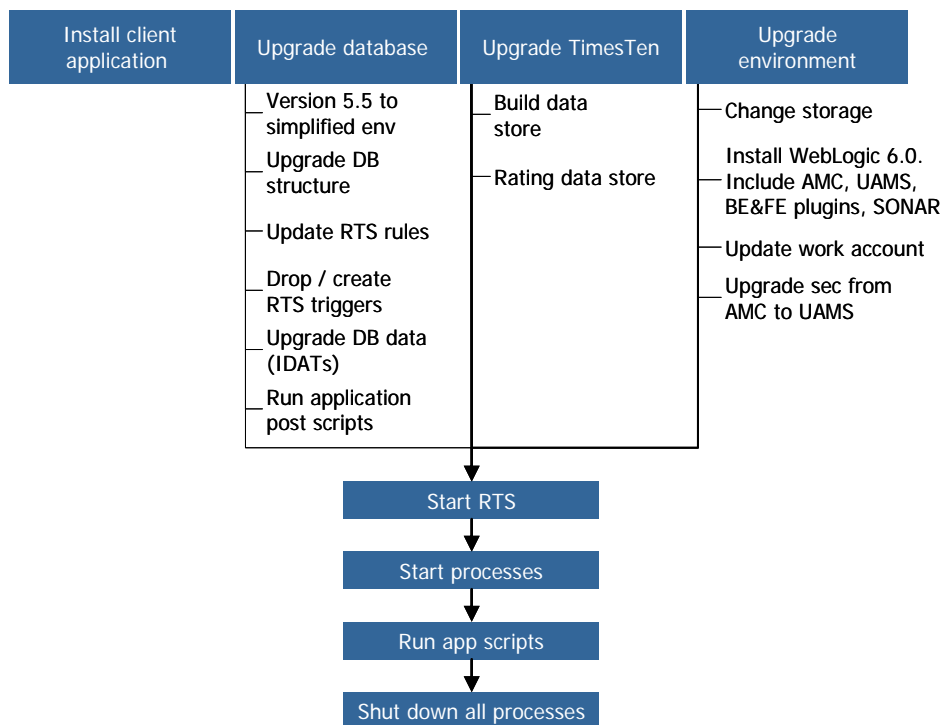 Install client
application
Upgrade database
Upgrade TimesTen
Upgrade
environment
Version 5.5 to
simplified env
Upgrade DB
structure
Update RTS rules
Drop / create
RTS triggers
Upgrade DB data
(IDATs)
Run application
post scripts
Build data
store
Rating data store
Change storage
Install WebLogic 6.0.
Include AMC, UAMS,
BE&FE plugins, SONAR
Update work account
Upgrade sec from
AMC to UAMS
Start RTS
Start processes
Run app scripts
Shut down all processes